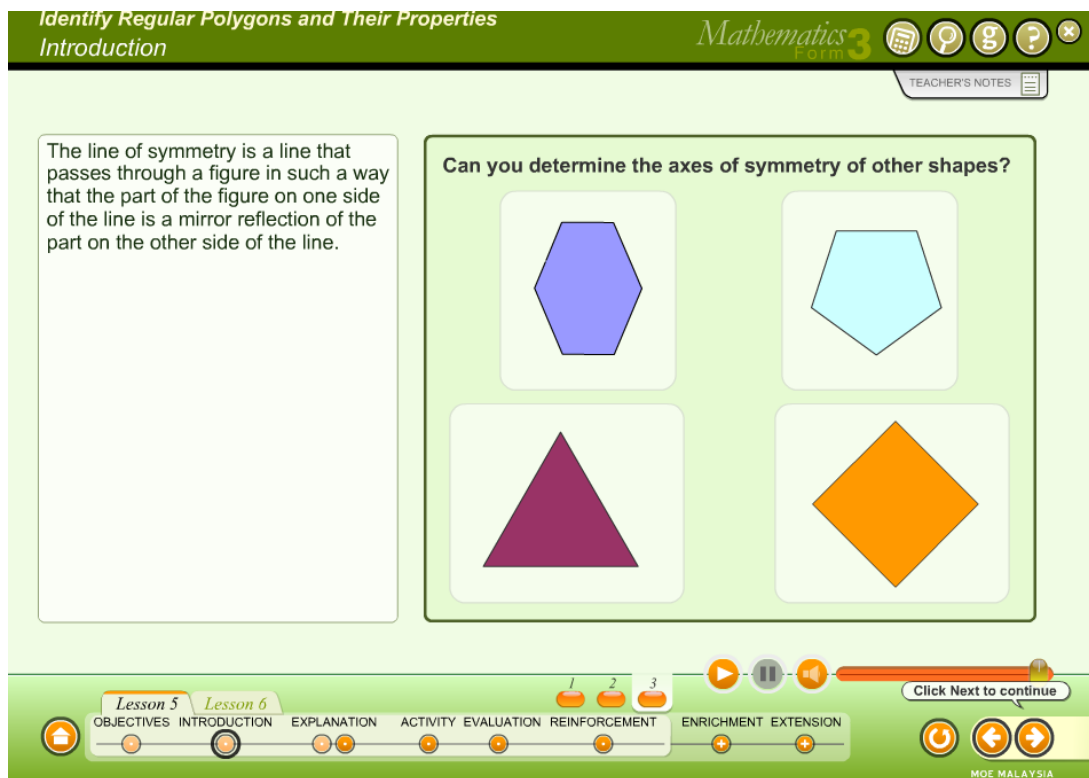 Identify Regular Polygons and Their Properties
Introduction
Mathematics
Form 3
g
?
TEACHER'S NOTES
The line of symmetry is a line that
passes through a figure in such a way
that the part of the figure on one side
of the line is a mirror reflection of the
part on the other side of the line.
Can you determine the axes of symmetry of other shapes?
1 2 3
Click Next to continue
Lesson 5 Lesson 6
OBJECTIVES INTRODUCTION EXPLANATION ACTIVITY EVALUATION REINFORCEMENT ENRICHMENT EXTENSION
MOE MALAYSIA